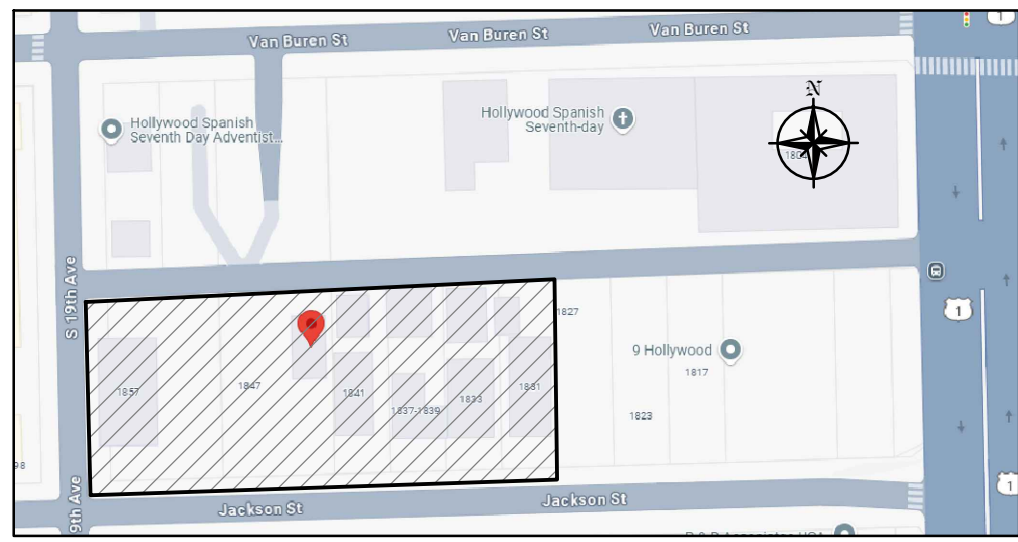 1
Van Buren St
Van Buren St
Van Buren St
N
Hollywood Spanish
Seventh Day Adventist...
Hollywood Spanish
Seventh-day
1804
S 19th Ave
1
1827
9 Hollywood
1817
1857
1847
1841
1837-1839
1833
1831
1823
98
9th Ave
Jackson St
Jackson St
1